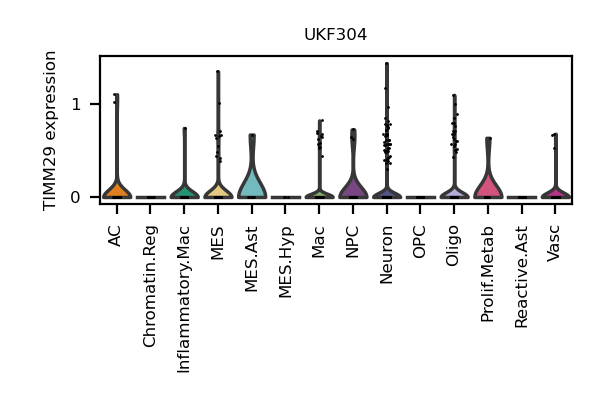 UKF304
TIMM29 expression
1
0
AC
Chromatin.Reg
Inflammatory.Mac
MES
MES.Ast
MES.Hyp
Mac
NPC
Neuron
OPC
Oligo
Prolif.Metab
Reactive.Ast
Vasc